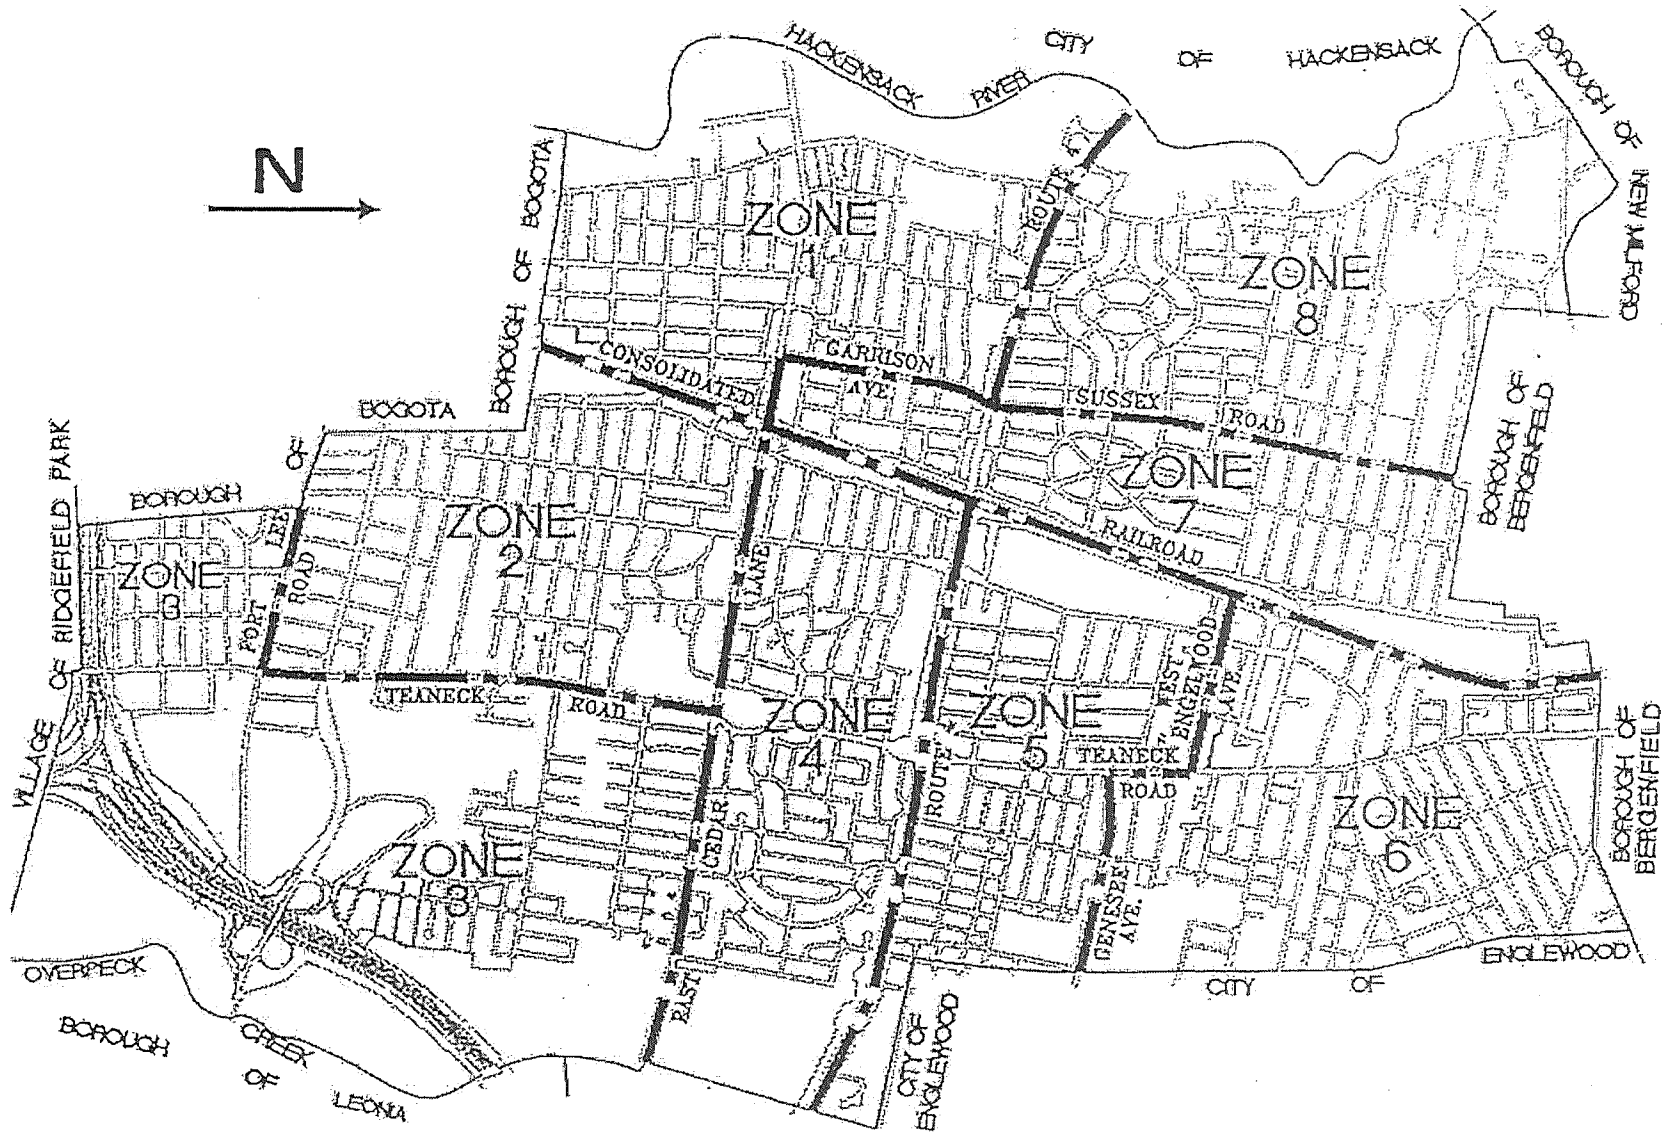 HACKENSACK RIVER
CITY OF HACKENSACK
BOROUGH OF NEW MILFORD
N
BOROUGH OF BOGOTA
ZONE
1
ROUTE 4
ZONE
8
CONSOLIDATED
GARRISON
AVE.
SUSSEX ROAD
BOROUGH OF
BERGENFIELD
BOROUGH OF BOGOTA
VILLAGE OF RIDGEFIELD PARK
ZONE
3
FORT LEE
ROAD
ZONE
2
LANE
ZONE
7
RAILROAD
TEANECK ROAD
ZONE
4
ROUTE
ZONE
5
WEST
ENGLEWOOD
AVE.
TEANECK
ROAD
ZONE
6
BOROUGH OF
BERGENFIELD
ZONE
3
CEDAR
EAST
GENESEE
AVE.
OVERPECK CREEK
BOROUGH OF LEONIA
CITY OF
ENGLEWOOD
CITY OF ENGLEWOOD